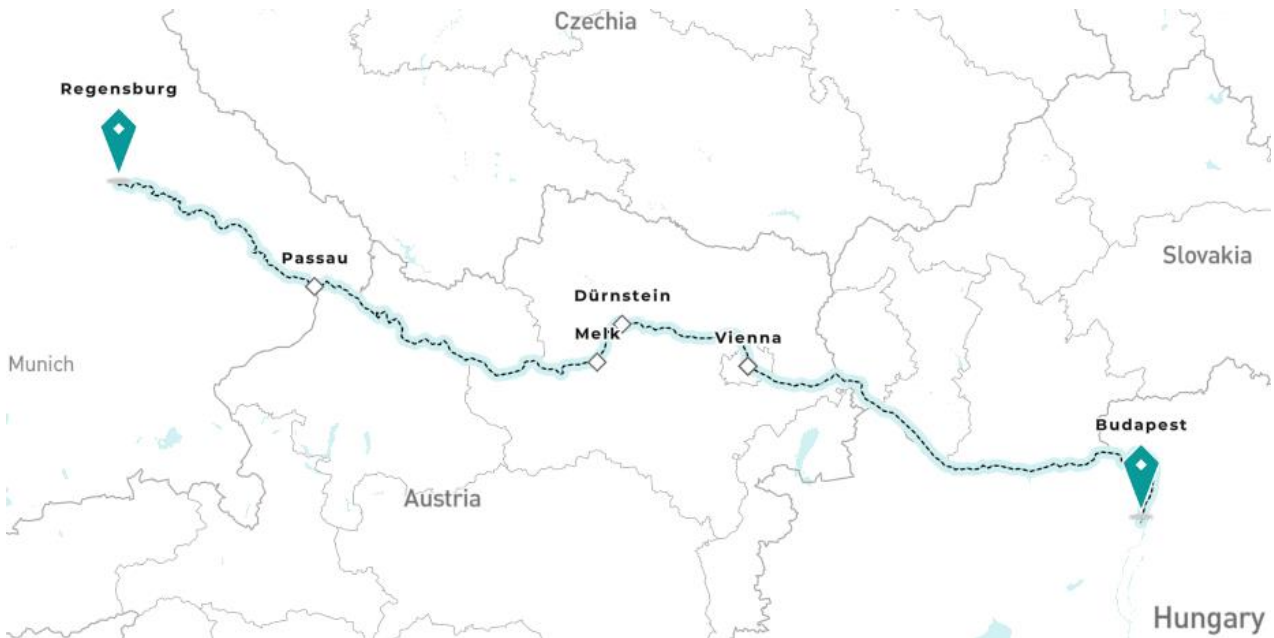 Czechia
Regensburg
Passau
Slovakia
Dürnstein
Melk
Vienna
Munich
Budapest
Austria
Hungary